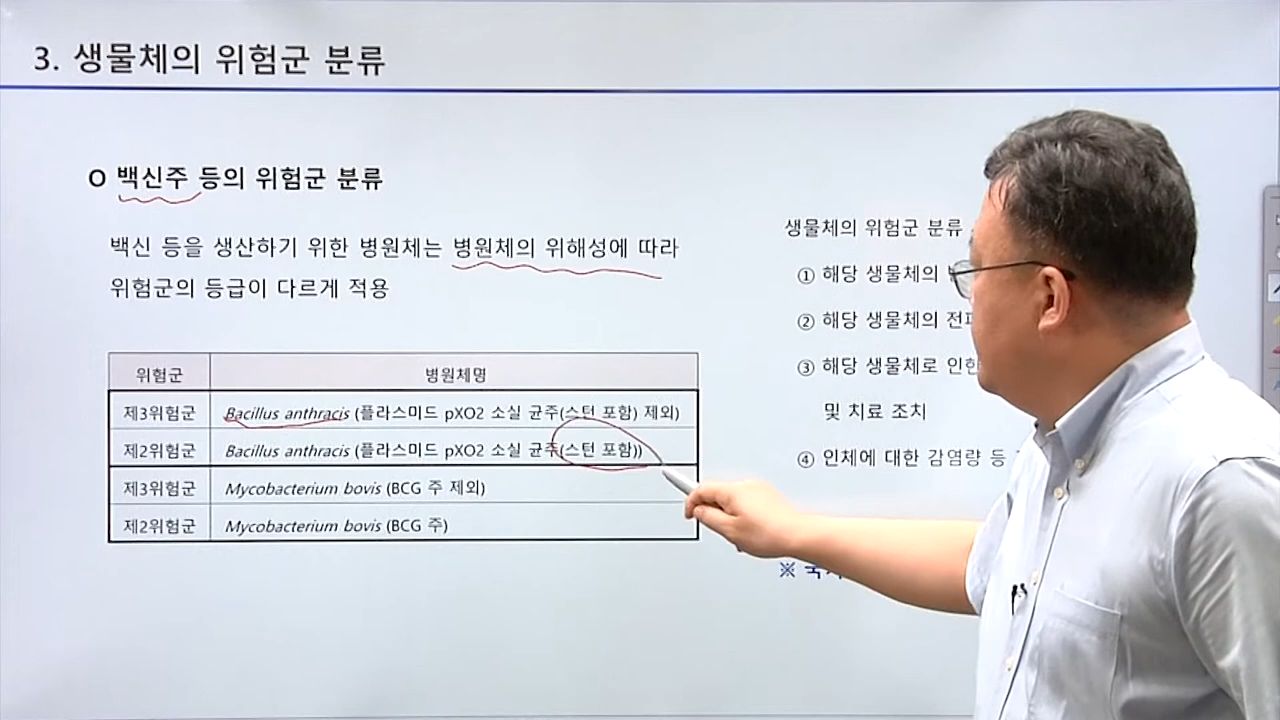 3. 생물체의 위험군 분류
O 백신주 등의 위험군 분류
백신 등을 생산하기 위한 병원체는 병원체의 위해성에 따라
위험군의 등급이 다르게 적용
위험군 병원체명
제3위험군 Bacillus anthracis (플라스미드 pXO2 소실 균주(스턴 포함) 제외)
제2위험군 Bacillus anthracis (플라스미드 pXO2 소실 균주(스턴 포함))
제3위험군 Mycobacterium bovis (BCG 주 제외)
제2위험군 Mycobacterium bovis (BCG 주)
생물체의 위험군 분류
① 해당 생물체의
② 해당 생물체의
③ 해당 생물체로
및 치료 조치
④ 인체에 대한 감염량 등
※